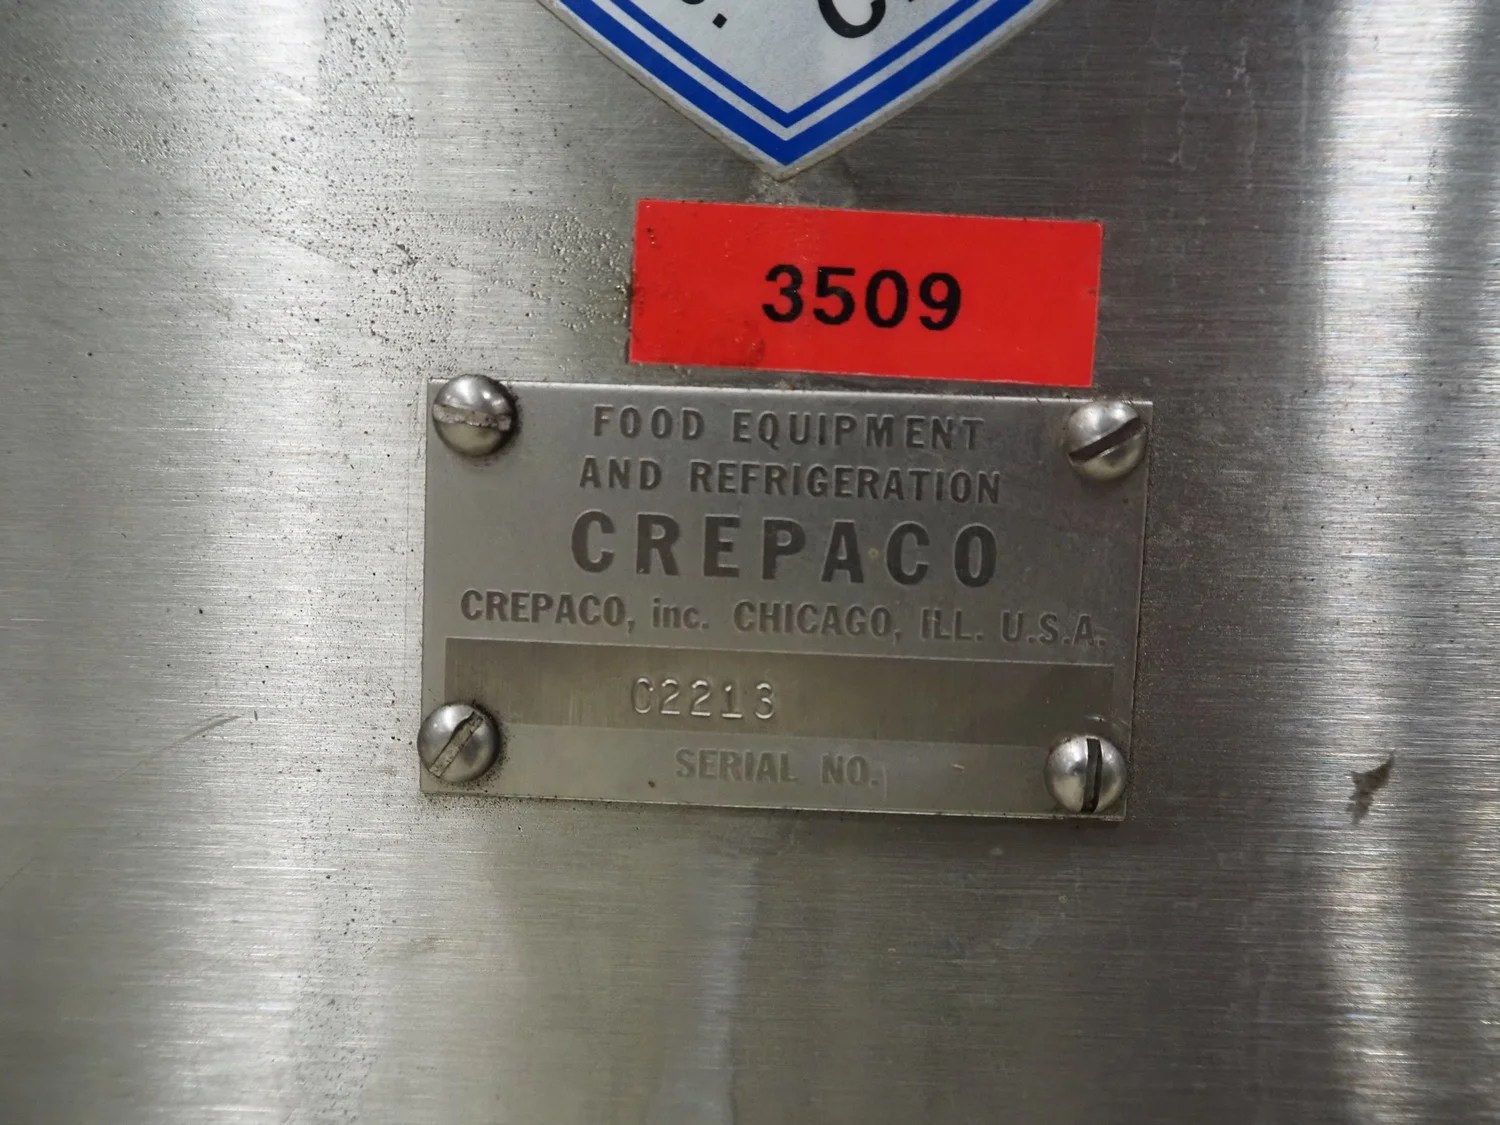 3509
FOOD EQUIPMENT
AND REFRIGERATION
CREPACO
CREPACO, inc. CHICAGO, ILL. U.S.A.
C2213
SERIAL NO.